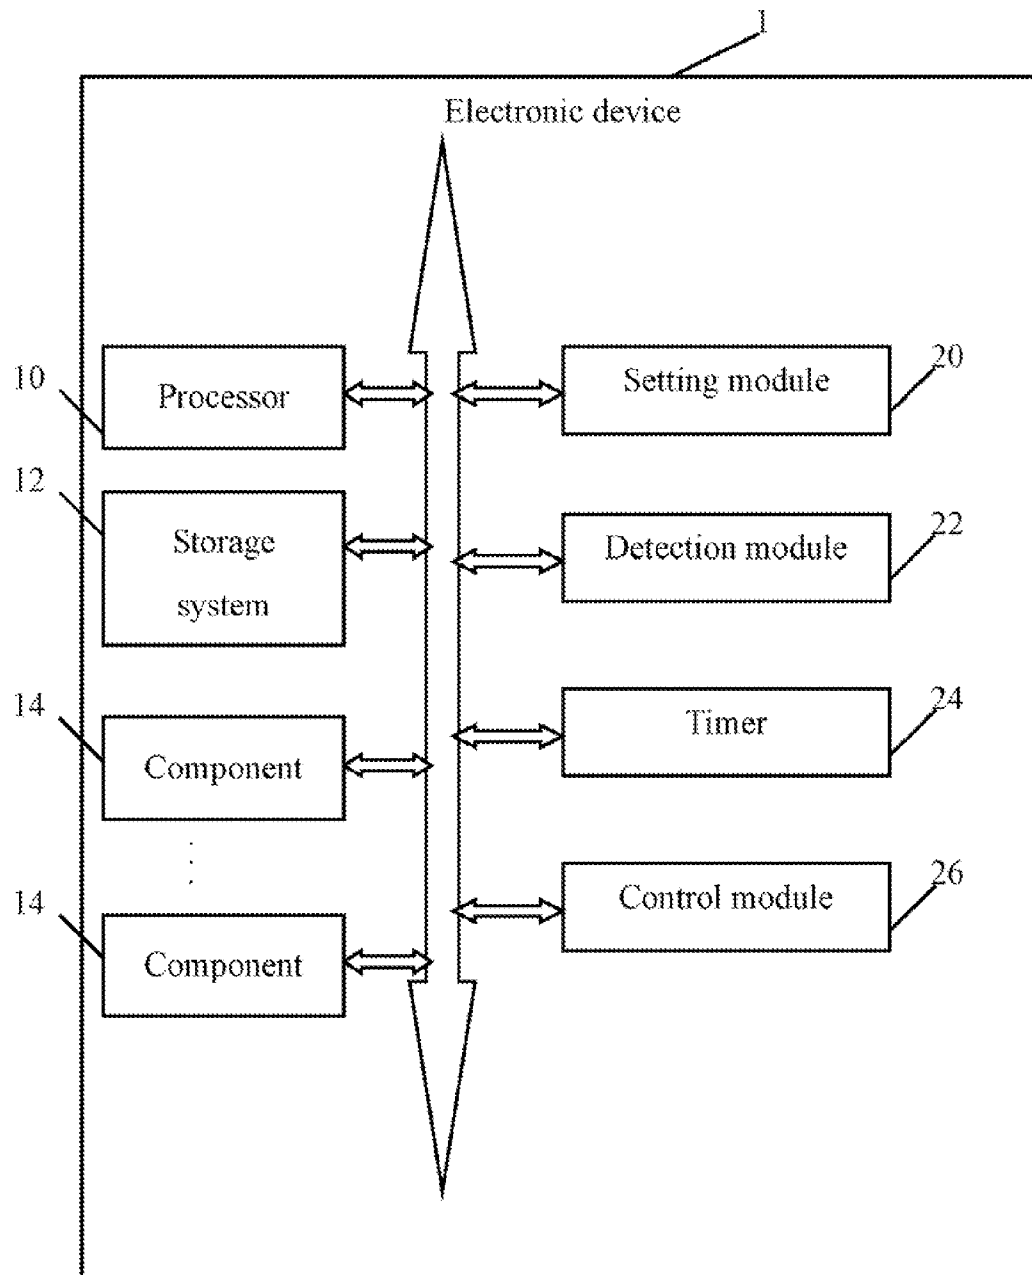 1
Electronic device
10
Processor
Setting module
20
12
Storage
system
Detection module
22
14
Component
Timer
24
14
Component
Control module
26